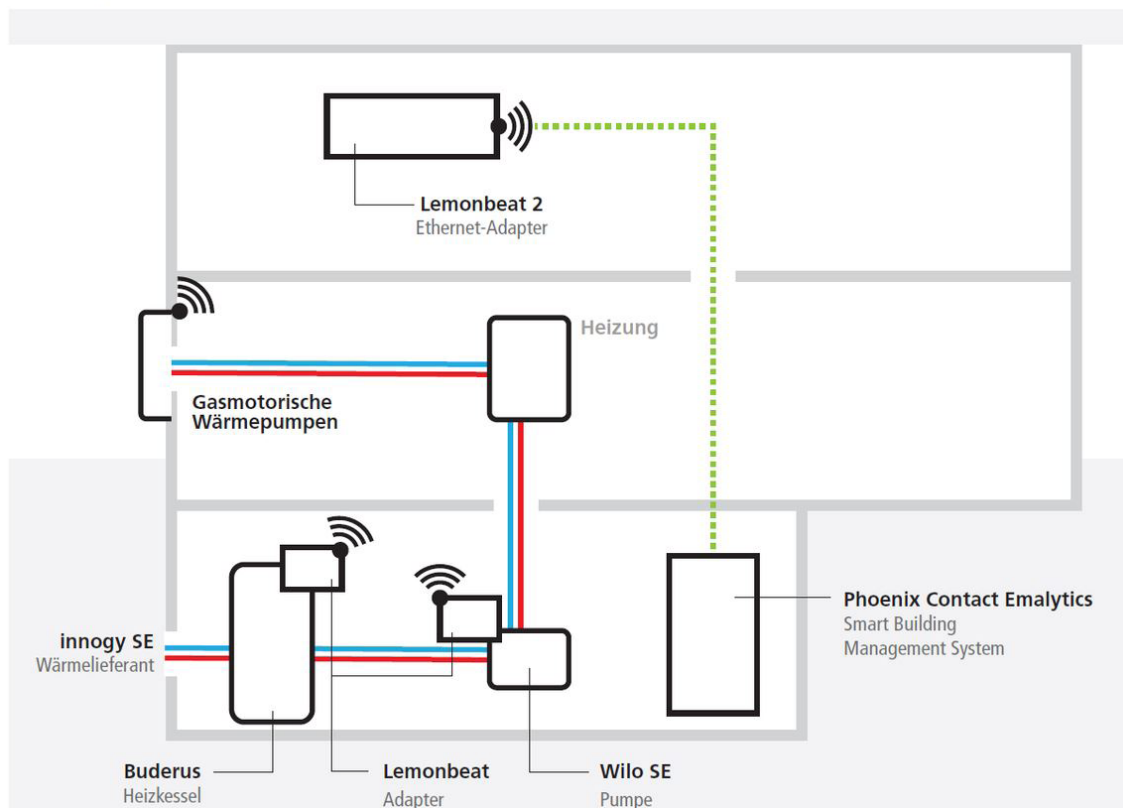 Lemonbeat 2
Ethernet-Adapter
Heizung
Gasmotorische
Wärmepumpen
innogy SE
Wärmelieferant
Phoenix Contact Emalytics
Smart Building
Management System
Buderus
Heizkessel
Lemonbeat
Adapter
Wilo SE
Pumpe